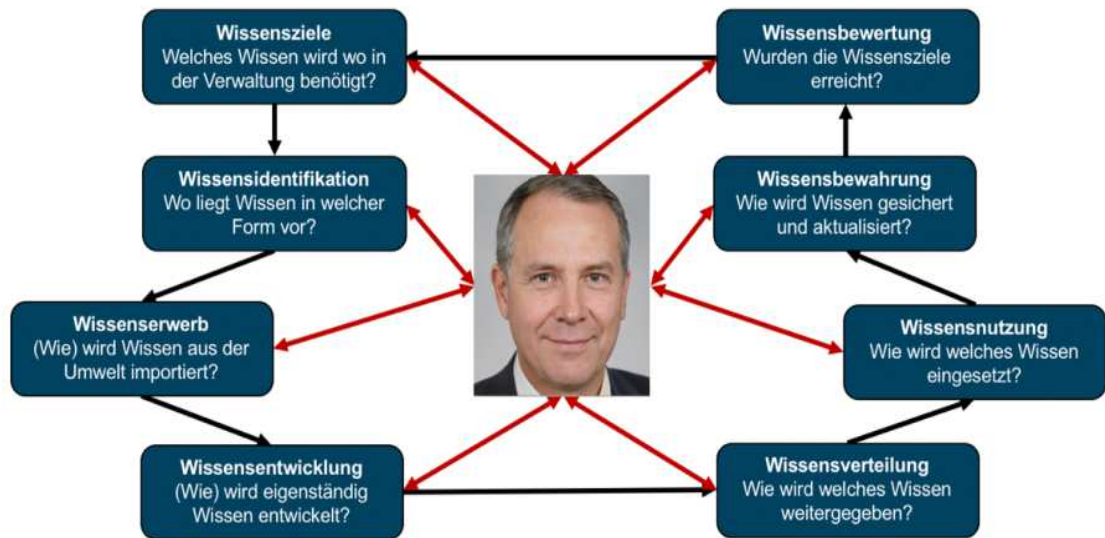 Wissensziele
Welches Wissen wird wo in
der Verwaltung benötigt?
Wissensbewertung
Wurden die Wissensziele
erreicht?
Wissensidentifikation
Wo liegt Wissen in welcher
Form vor?
Wissensbewahrung
Wie wird Wissen gesichert
und aktualisiert?
Wissenserwerb
(Wie) wird Wissen aus der
Umwelt importiert?
Wissensnutzung
Wie wird welches Wissen
eingesetzt?
Wissensentwicklung
(Wie) wird eigenständig
Wissen entwickelt?
Wissensverteilung
Wie wird welches Wissen
weitergegeben?